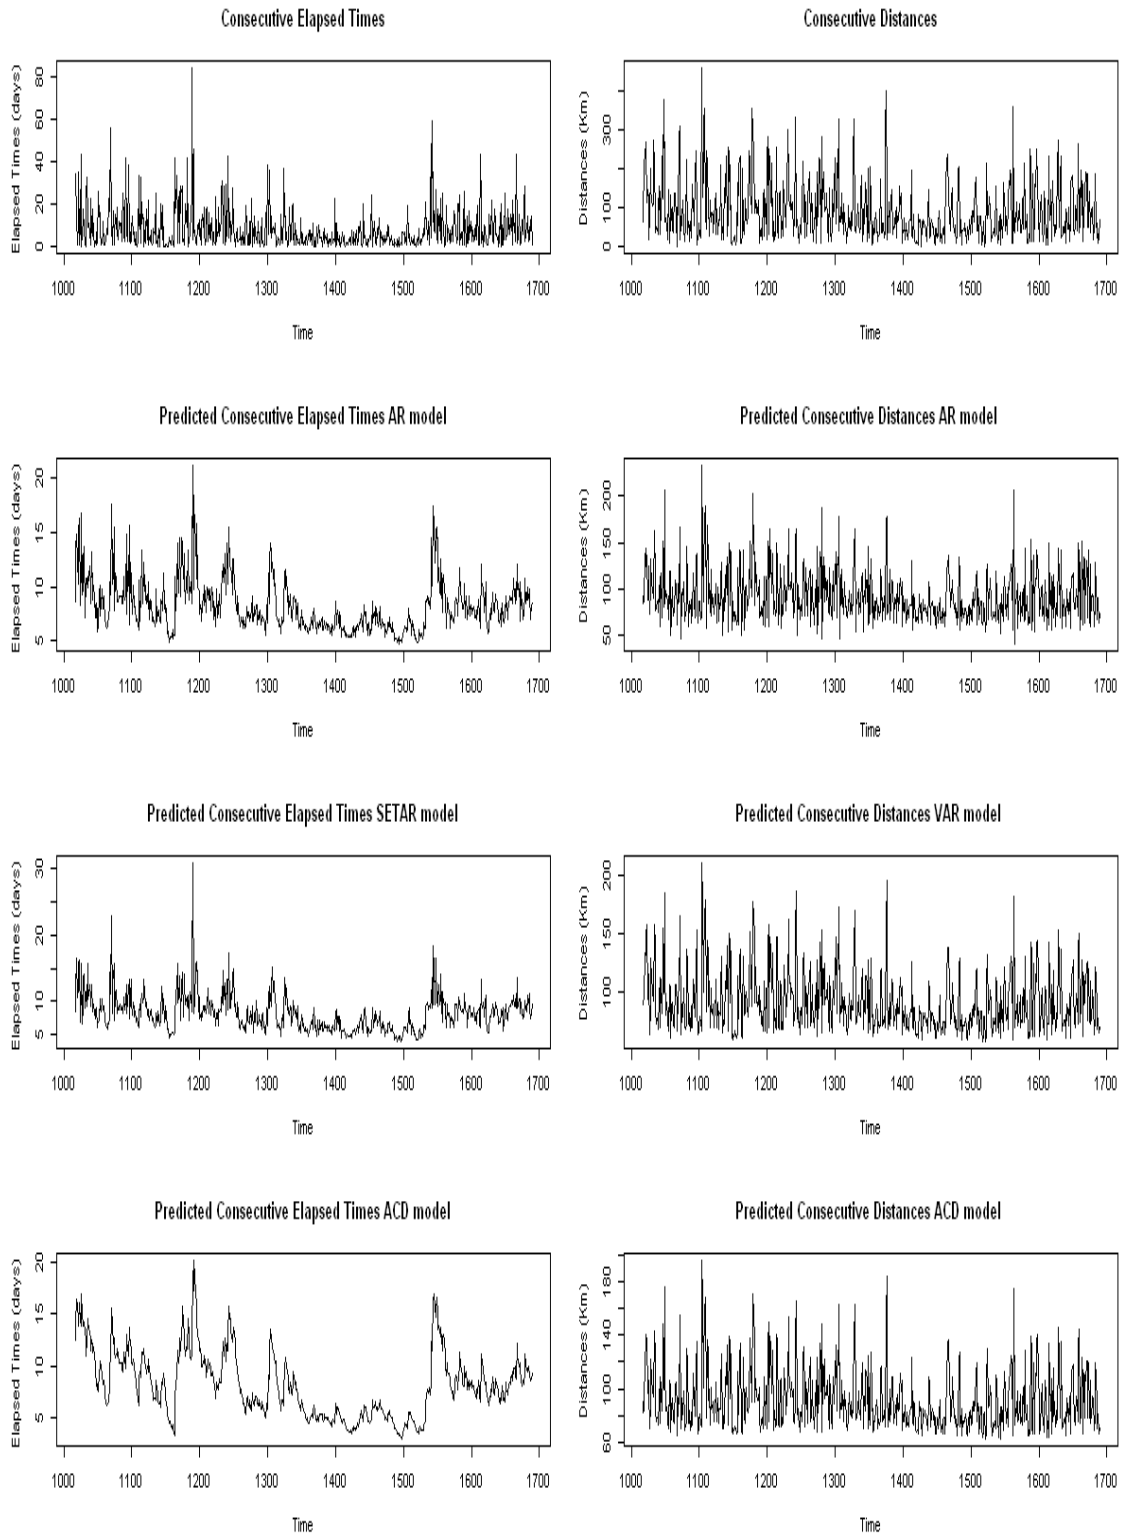 Consecutive Elapsed Times
Elapsed Times (days)
0 20 40 60 80
1000 1100 1200 1300 1400 1500 1600 1700
Time
Consecutive Distances
Distances (Km)
0 100 300
1000 1100 1200 1300 1400 1500 1600 1700
Time
Predicted Consecutive Elapsed Times AR model
Elapsed Times (days)
5 10 15 20
1000 1100 1200 1300 1400 1500 1600 1700
Time
Predicted Consecutive Distances AR model
Distances (Km)
50 100 150 200
1000 1100 1200 1300 1400 1500 1600 1700
Time
Predicted Consecutive Elapsed Times SETAR model
Elapsed Times (days)
5 10 20 30
1000 1100 1200 1300 1400 1500 1600 1700
Time
Predicted Consecutive Distances VAR model
Distances (Km)
100 150 200
1000 1100 1200 1300 1400 1500 1600 1700
Time
Predicted Consecutive Elapsed Times ACD model
Elapsed Times (days)
5 10 15 20
1000 1100 1200 1300 1400 1500 1600 1700
Time
Predicted Consecutive Distances ACD model
Distances (Km)
60 100 140 180
1000 1100 1200 1300 1400 1500 1600 1700
Time